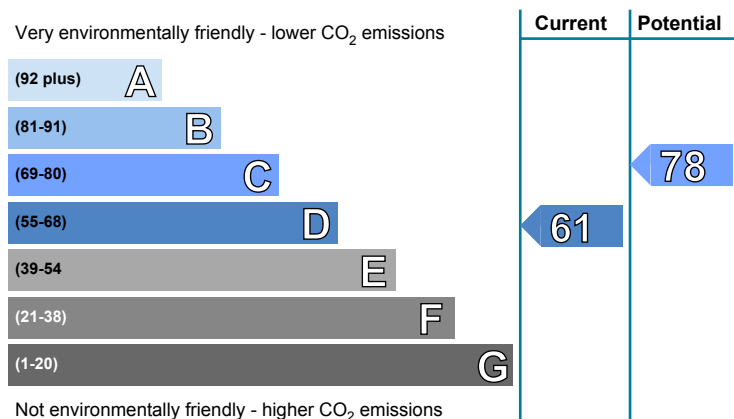 Very environmentally friendly - lower CO2 emissions
Current
Potential
(92 plus) A
(81-91) B
(69-80) C
78
(55-68) D
61
(39-54 E
(21-38) F
(1-20) G
Not environmentally friendly - higher CO2 emissions